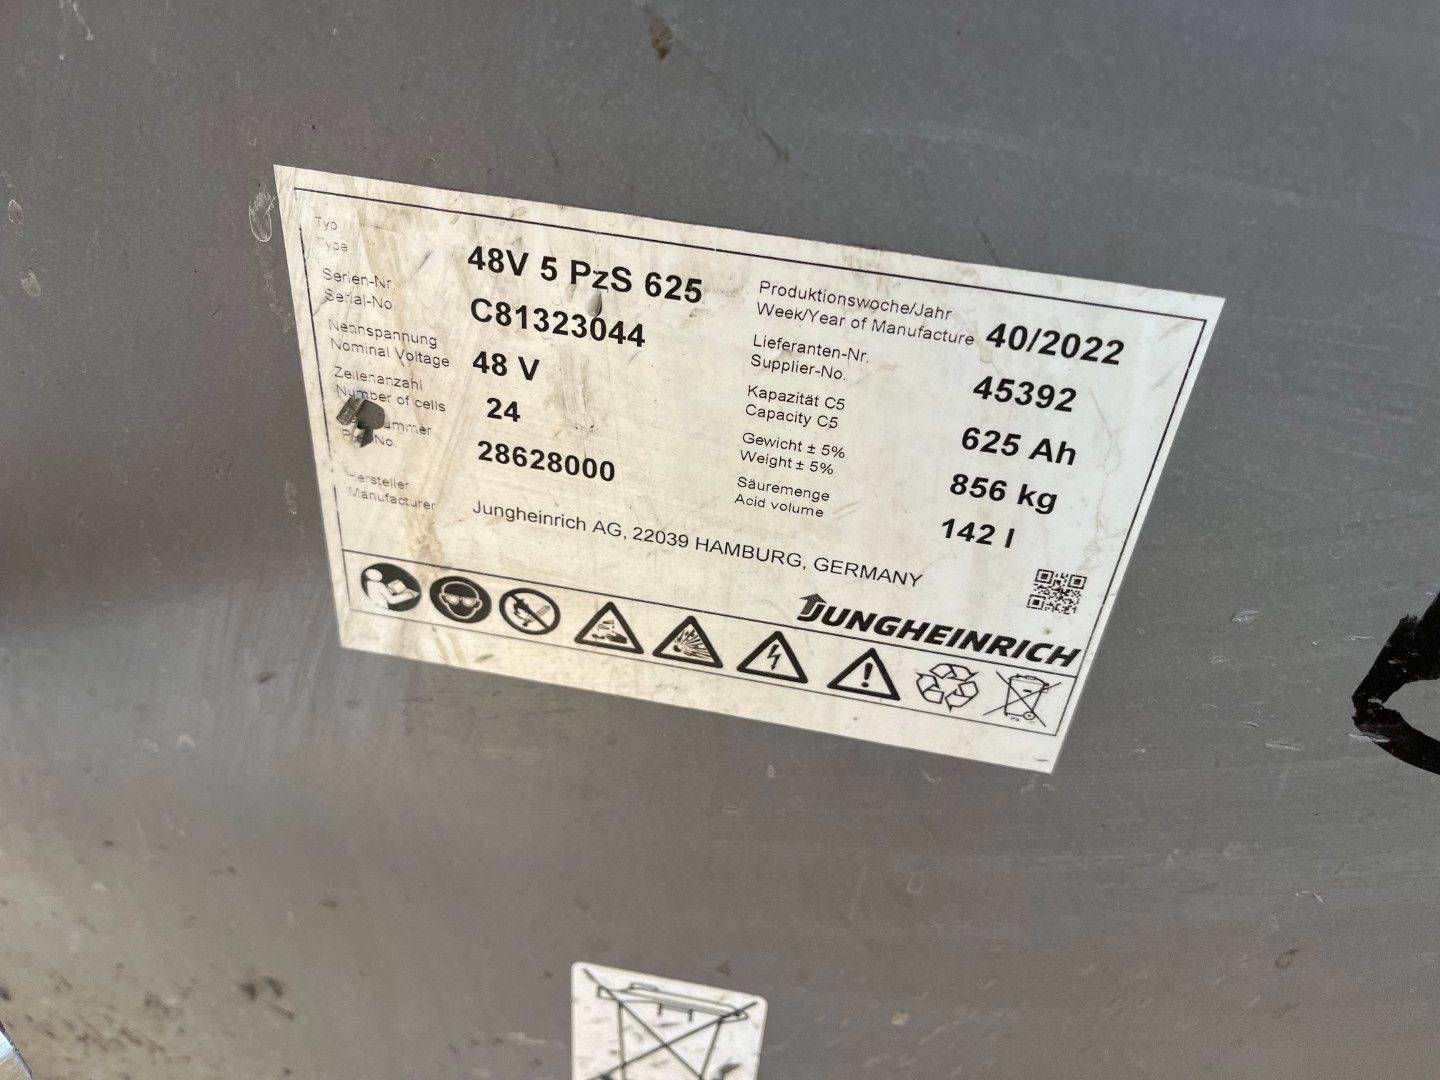 Typ
Type
48V 5 PzS 625
Serien-Nr.
Serial-No.
C81323044
Nennspannung
Nominal Voltage
48 V
Zellenanzahl
Number of cells
24
No.
28628000
Hersteller
Manufacturer
Jungheinrich AG, 22039 HAMBURG, GERMANY
Produktionswoche/Jahr
Week/Year of Manufacture
40/2022
Lieferanten-Nr.
Supplier-No.
45392
Kapazität C5
Capacity C5
625 Ah
Gewicht ± 5%
Weight ± 5%
856 kg
Säuremenge
Acid volume
142 l
JUNGHEINRICH